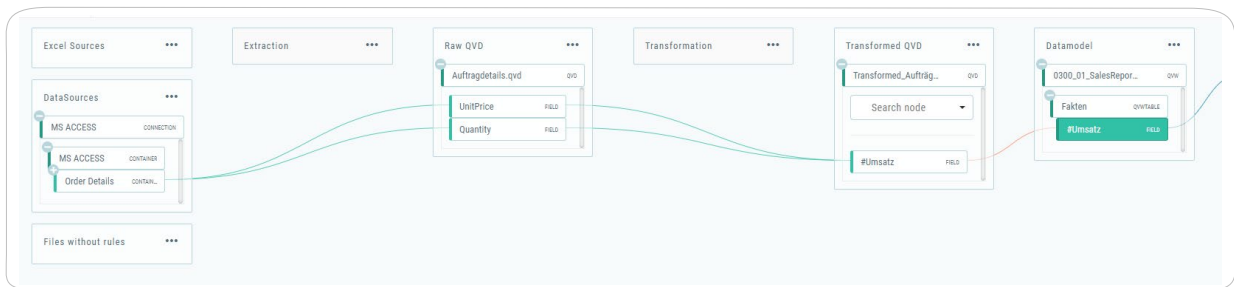 Excel Sources •••
Extraction •••
Raw QVD •••
Transformation •••
Transformed QVD •••
Datamodel •••
Auftragdetails.qvd QVD
Transformed_Aufträg... QVD
0300_01_SalesRepor... QVW
DataSources •••
UnitPrice FIELD
Search node
Fakten QVWTABLE
MS ACCESS CONNECTION
Quantity FIELD
#Umsatz FIELD
MS ACCESS CONTAINER
#Umsatz FIELD
Order Details CONTAIN...
Files without rules •••